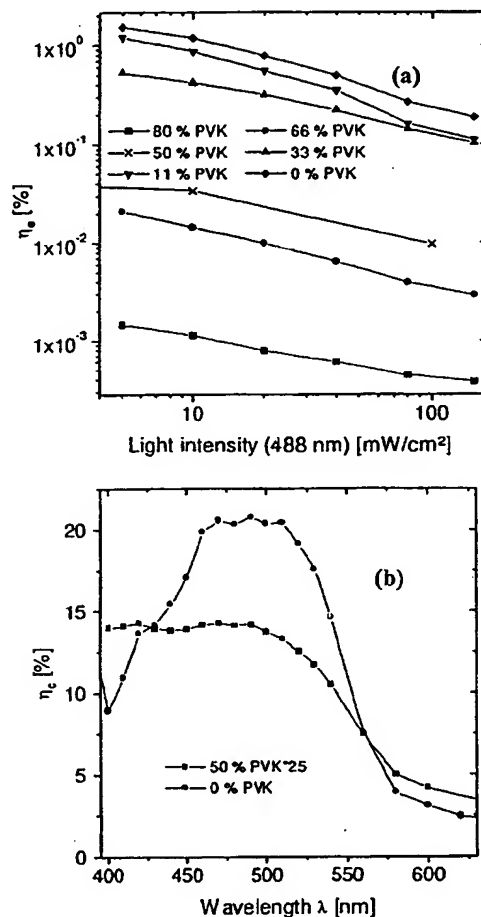 1x10⁰
(a)
1x10⁻¹
80 % PVK 66 % PVK
50 % PVK 33 % PVK
11 % PVK 0 % PVK
ηe [%]
1x10⁻²
1x10⁻³
10 100
Light intensity (488 nm) [mW/cm²]
20
(b)
15
ηc [%]
10
5
50 % PVK*25
0 % PVK
0
400 450 500 550 600
Wavelength λ [nm]